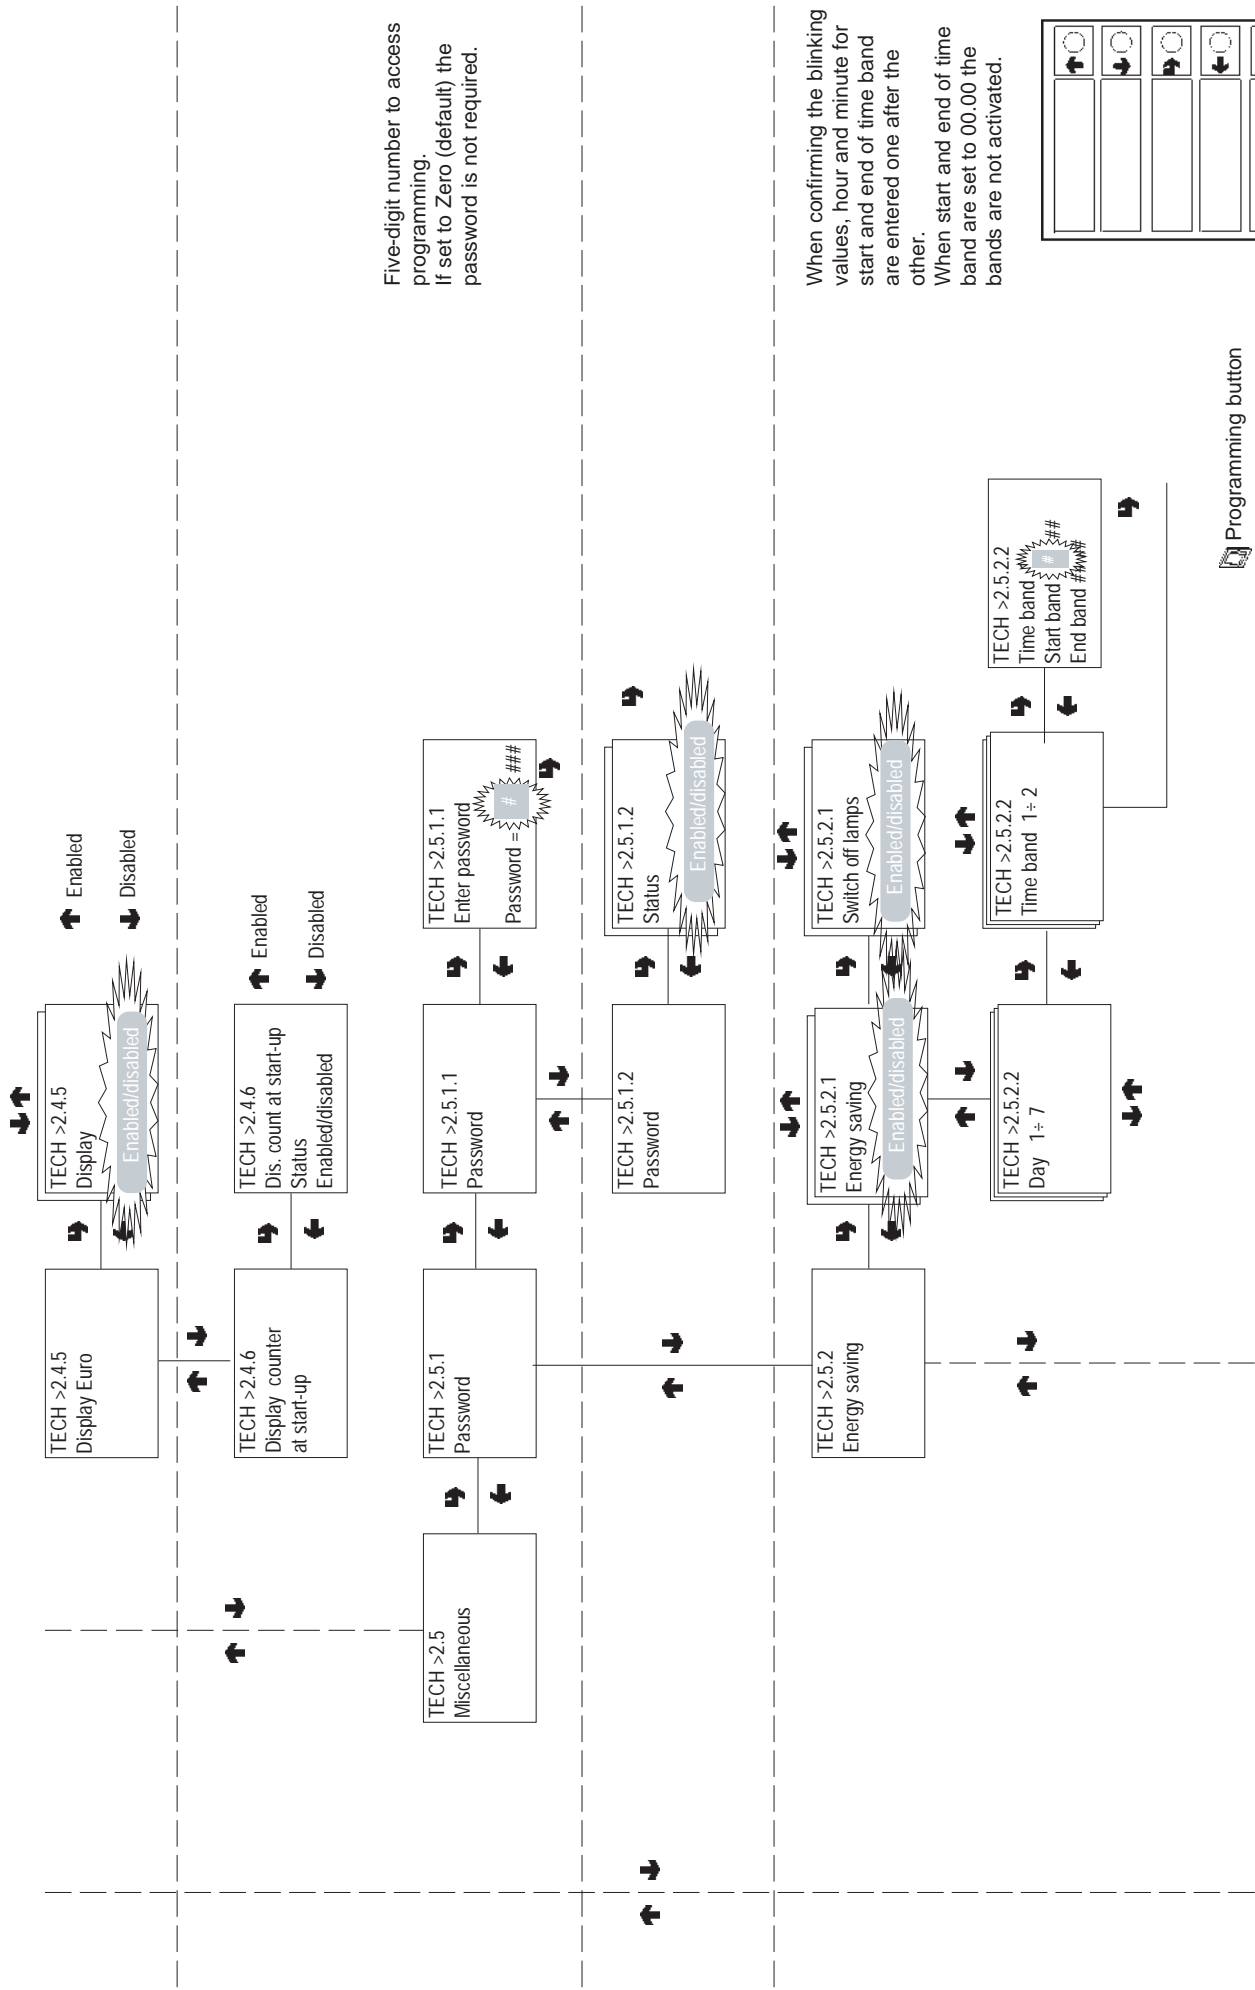 TECH >2.4.5
Display Euro
TECH >2.4.5
Display
Enabled/disabled
Enabled
Disabled
TECH >2.4.6
Display counter
at start-up
TECH >2.4.6
Dis. count at start-up
Status
Enabled/disabled
Enabled
Disabled
TECH >2.5
Miscellaneous
TECH >2.5.1
Password
TECH >2.5.1.1
Password
TECH >2.5.1.1
Enter password
Password = # ###
Five-digit number to access
programming.
If set to Zero (default) the
password is not required.
TECH >2.5.1.2
Password
TECH >2.5.1.2
Status
Enabled/disabled
TECH >2.5.2
Energy saving
TECH >2.5.2.1
Energy saving
Enabled/disabled
TECH >2.5.2.1
Switch off lamps
Enabled/disabled
When confirming the blinking
values, hour and minute for
start and end of time band
are entered one after the
other.
When start and end of time
band are set to 00.00 the
bands are not activated.
TECH >2.5.2.2
Day 1÷ 7
TECH >2.5.2.2
Time band 1÷ 2
TECH >2.5.2.2
Time band
Start band # ##
End band ##
Programming button